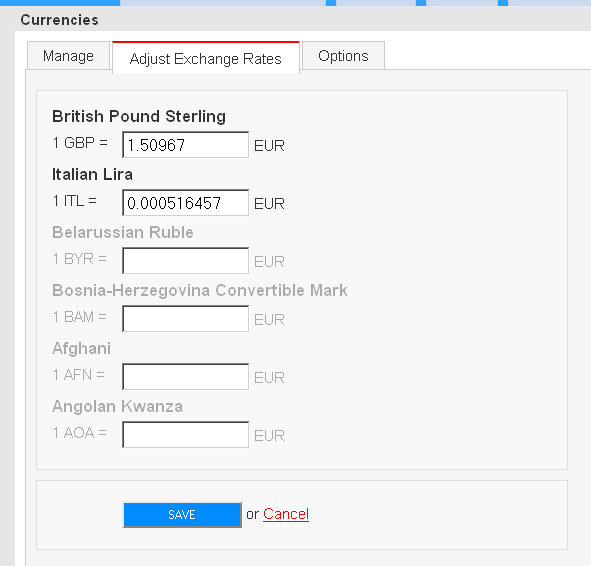 Currencies
Manage Adjust Exchange Rates Options
British Pound Sterling
1 GBP = 1.50967 EUR
Italian Lira
1 ITL = 0.000516457 EUR
Belarussian Ruble
1 BYR = EUR
Bosnia-Herzegovina Convertible Mark
1 BAM = EUR
Afghani
1 AFN = EUR
Angolan Kwanza
1 AOA = EUR
SAVE or Cancel